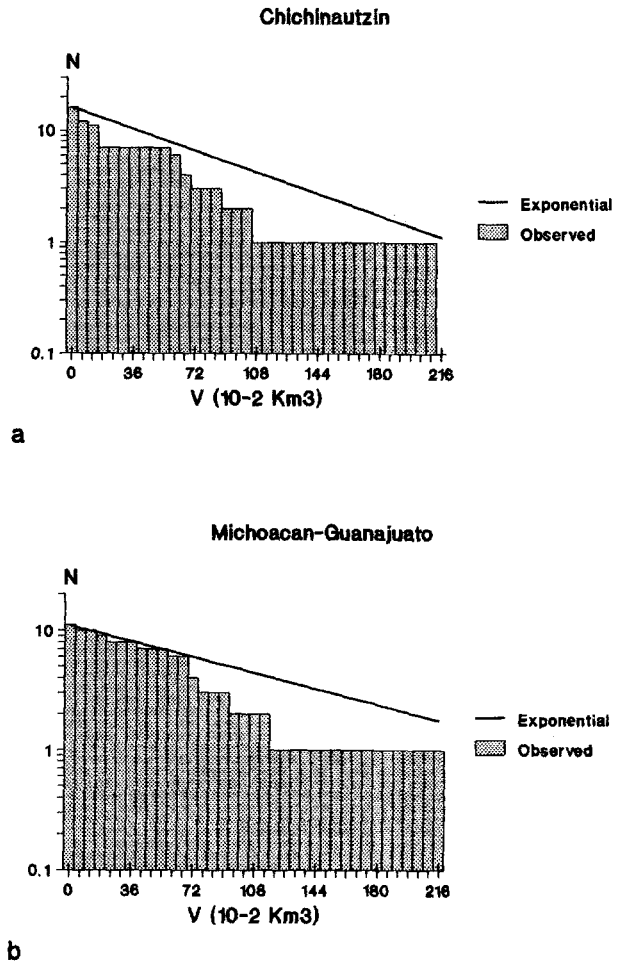 Chichinautzin
N
10
1
0.1
0 36 72 108 144 180 216
V (10-2 Km3)
Exponential
Observed
a
Michoacan-Guanajuato
N
10
1
0.1
0 36 72 108 144 180 216
V (10-2 Km3)
Exponential
Observed
b